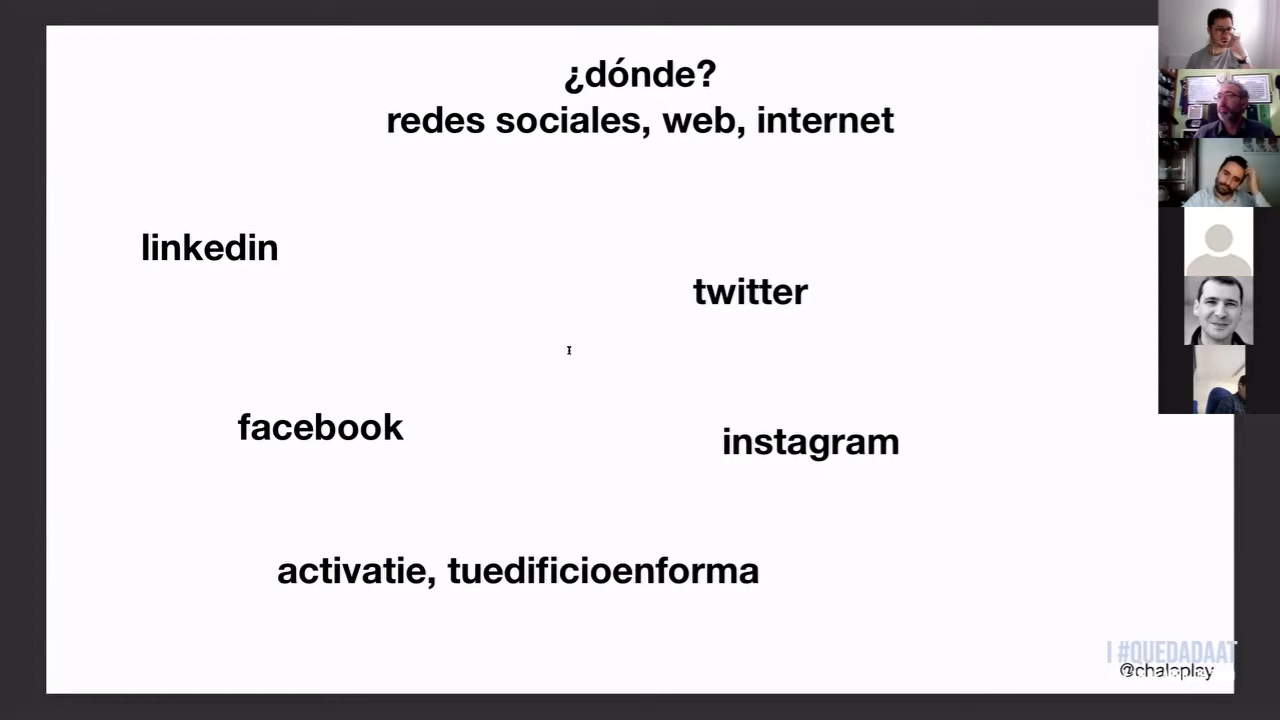 ¿dónde?
redes sociales, web, internet
linkedin
twitter
facebook
instagram
activatie, tuedificioenforma
I #QUEDADAAT
@chaloplay